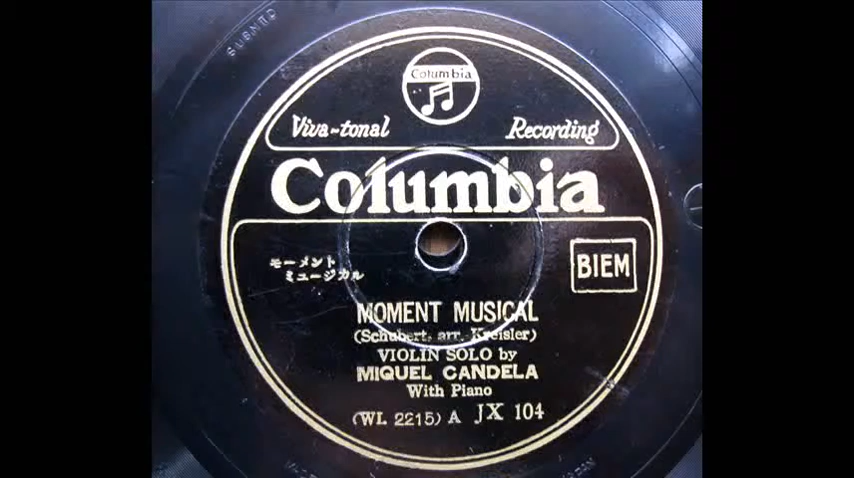 Columbia
Viva-tonal Recording
Columbia
モーメント
ミュージカル
BIEM
MOMENT MUSICAL
(Schubert, arr. Kreisler)
VIOLIN SOLO by
MIQUEL CANDELA
With Piano
(WL 2215) A JX 104